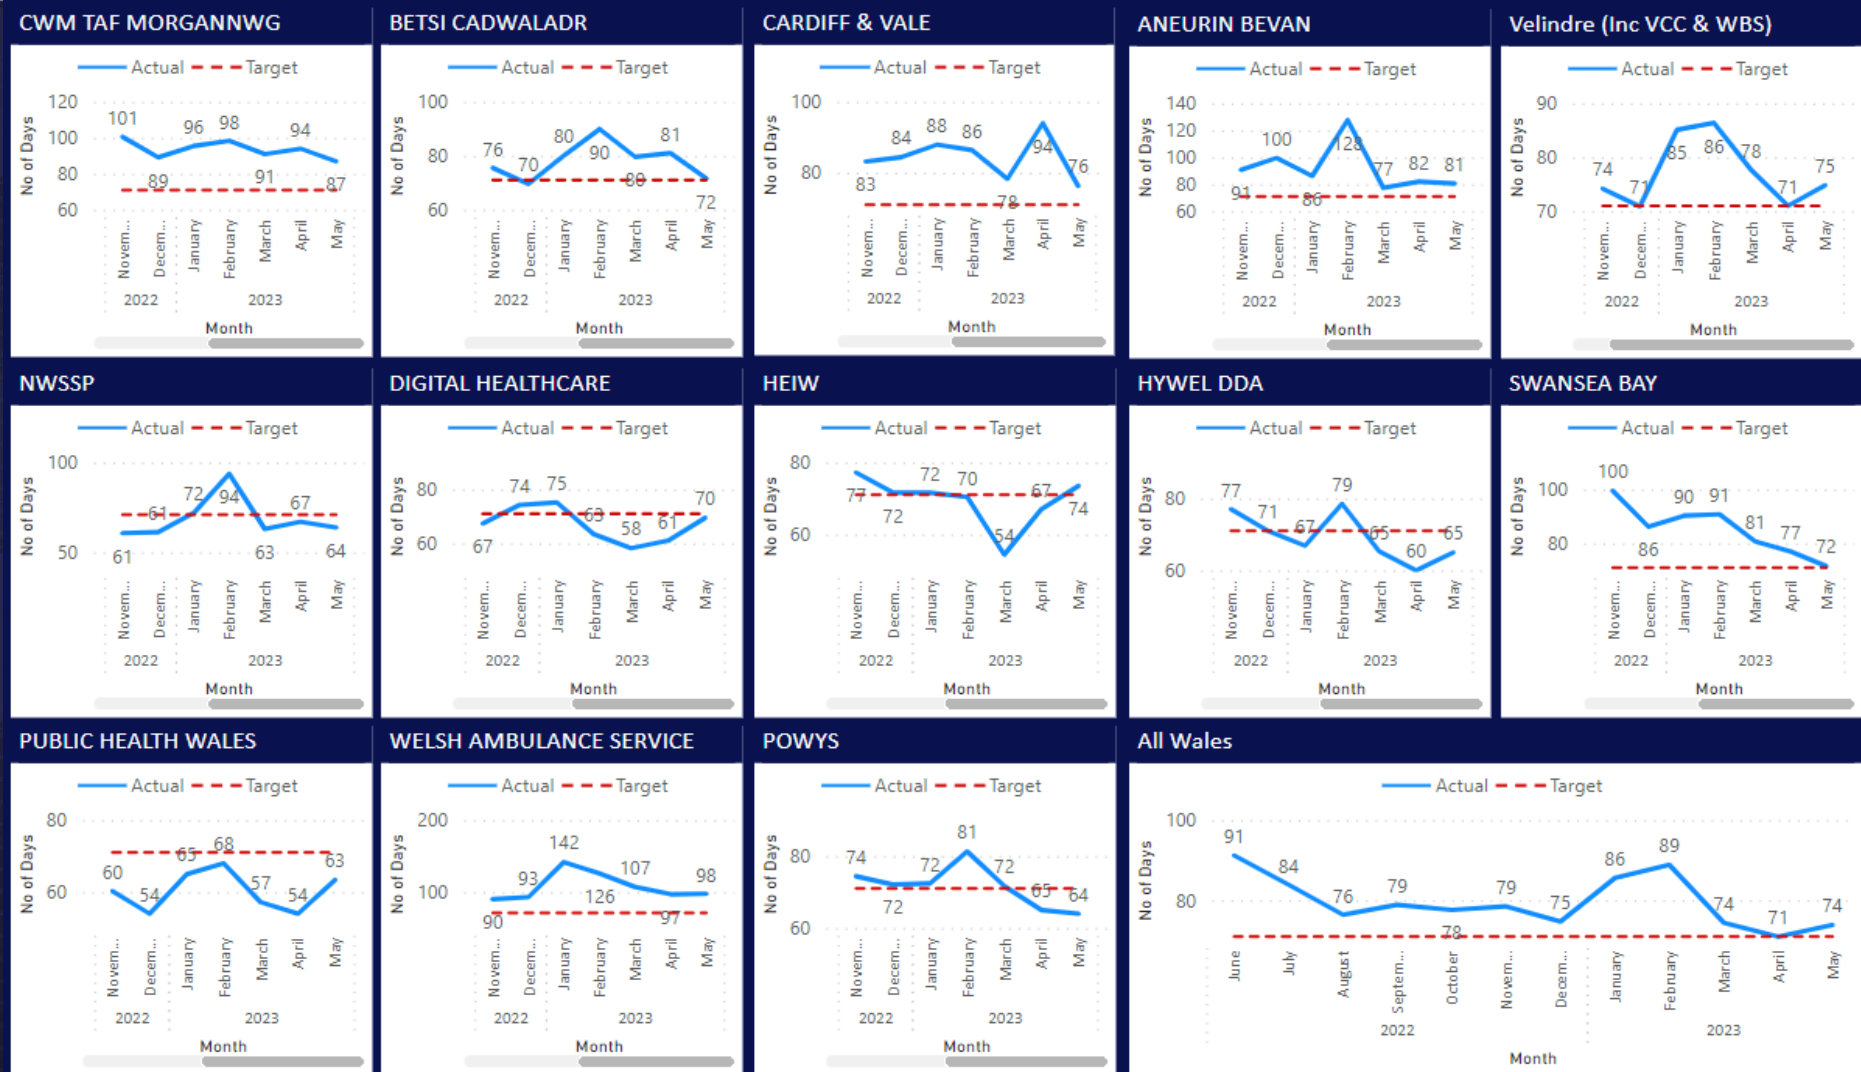 CWM TAF MORGANNWG
Actual Target
No of Days
120
100
80
60
101 89 96 98 91 94 87
Novem... Decem... January February March April May
2022 2023
Month
BETSI CADWALADR
Actual Target
No of Days
100
80
60
76 70 80 90 80 81 72
Novem... Decem... January February March April May
2022 2023
Month
CARDIFF & VALE
Actual Target
No of Days
100
80
83 84 88 86 78 94 76
Novem... Decem... January February March April May
2022 2023
Month
ANEURIN BEVAN
Actual Target
No of Days
140
120
100
80
60
91 100 86 128 77 82 81
Novem... Decem... January February March April May
2022 2023
Month
Velindre (Inc VCC & WBS)
Actual Target
No of Days
90
80
70
74 71 85 86 78 71 75
Novem... Decem... January February March April May
2022 2023
Month
NWSSP
Actual Target
No of Days
100
50
61 61 72 94 63 67 64
Novem... Decem... January February March April May
2022 2023
Month
DIGITAL HEALTHCARE
Actual Target
No of Days
80
60
67 74 75 63 58 61 70
Novem... Decem... January February March April May
2022 2023
Month
HEIW
Actual Target
No of Days
80
60
77 72 72 70 54 67 74
Novem... Decem... January February March April May
2022 2023
Month
HYWEL DDA
Actual Target
No of Days
80
60
77 71 67 79 65 60 65
Novem... Decem... January February March April May
2022 2023
Month
SWANSEA BAY
Actual Target
No of Days
100
80
100 86 90 91 81 77 72
Novem... Decem... January February March April May
2022 2023
Month
PUBLIC HEALTH WALES
Actual Target
No of Days
80
60
60 54 65 68 57 54 63
Novem... Decem... January February March April May
2022 2023
Month
WELSH AMBULANCE SERVICE
Actual Target
No of Days
200
100
90 93 142 126 107 97 98
Novem... Decem... January February March April May
2022 2023
Month
POWYS
Actual Target
No of Days
80
60
74 72 72 81 72 65 64
Novem... Decem... January February March April May
2022 2023
Month
All Wales
Actual Target
No of Days
100
80
91 84 76 79 78 79 75 86 89 74 71 74
June July August Septem... October Novem... Decem... January February March April May
2022 2023
Month